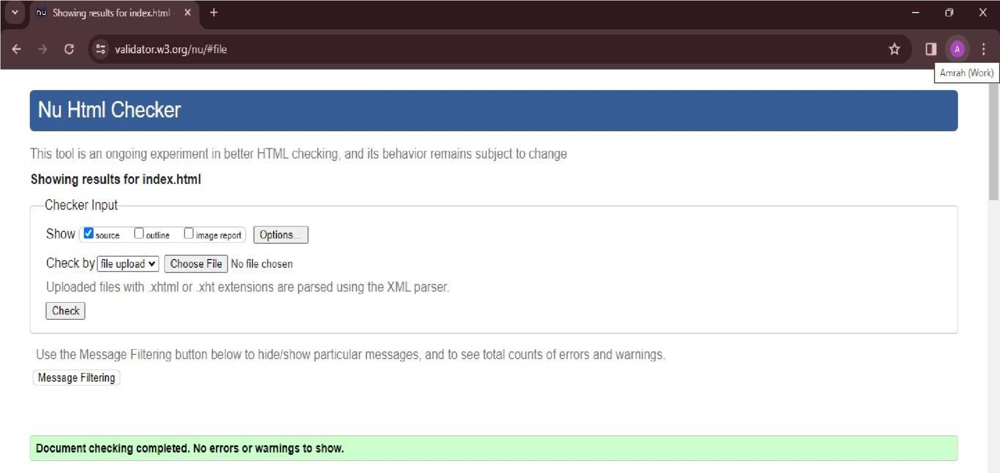 nu Showing results for index.html -
validator.w3.org/nu/#file
A
Amrah (Work)
Nu Html Checker
This tool is an ongoing experiment in better HTML checking, and its behavior remains subject to change
Showing results for index.html
Checker Input
Show source outline image report Options...
Check by file upload Choose File No file chosen
Uploaded files with .xhtml or .xht extensions are parsed using the XML parser.
Check
Use the Message Filtering button below to hide/show particular messages, and to see total counts of errors and warnings.
Message Filtering
Document checking completed. No errors or warnings to show.